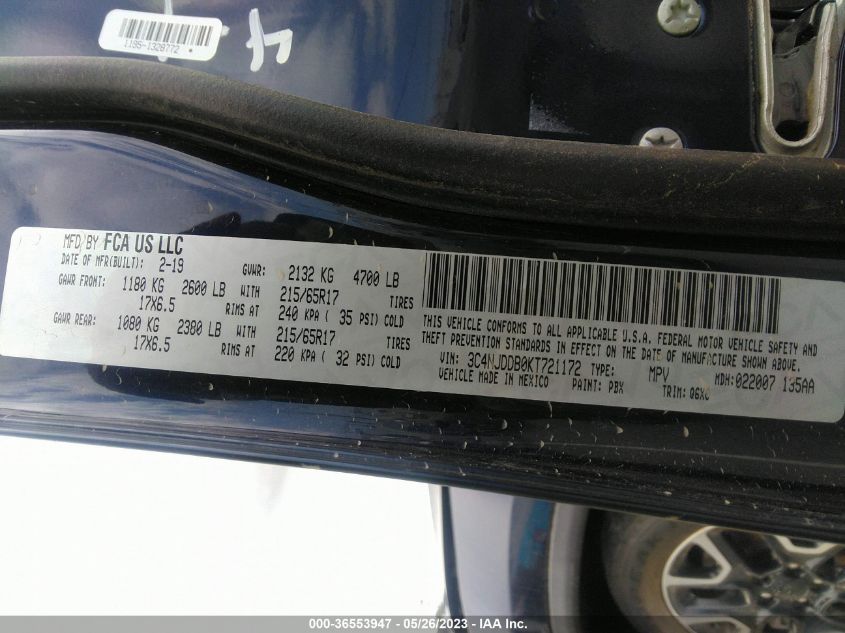 1195-1328772
MFD BY FCA US LLC
DATE OF MFR(BUILT): 2-19 GVWR: 2132 KG 4700 LB
GAWR FRONT: 1180 KG 2600 LB WITH 215/65R17 TIRES
17X6.5 RIMS AT 240 KPA ( 35 PSI) COLD
GAWR REAR: 1080 KG 2380 LB WITH 215/65R17 TIRES
17X6.5 RIMS AT 220 KPA ( 32 PSI) COLD
THIS VEHICLE CONFORMS TO ALL APPLICABLE U.S.A. FEDERAL MOTOR VEHICLE SAFETY AND
THEFT PREVENTION STANDARDS IN EFFECT ON THE DATE OF MANUFACTURE SHOWN ABOVE.
VIN: 3C4NJDDB0KT721172 TYPE: MPV MDH:022007 135AA
VEHICLE MADE IN MEXICO PAINT: PBX TRIM:
000-36553947 - 05/26/2023 - IAA Inc.